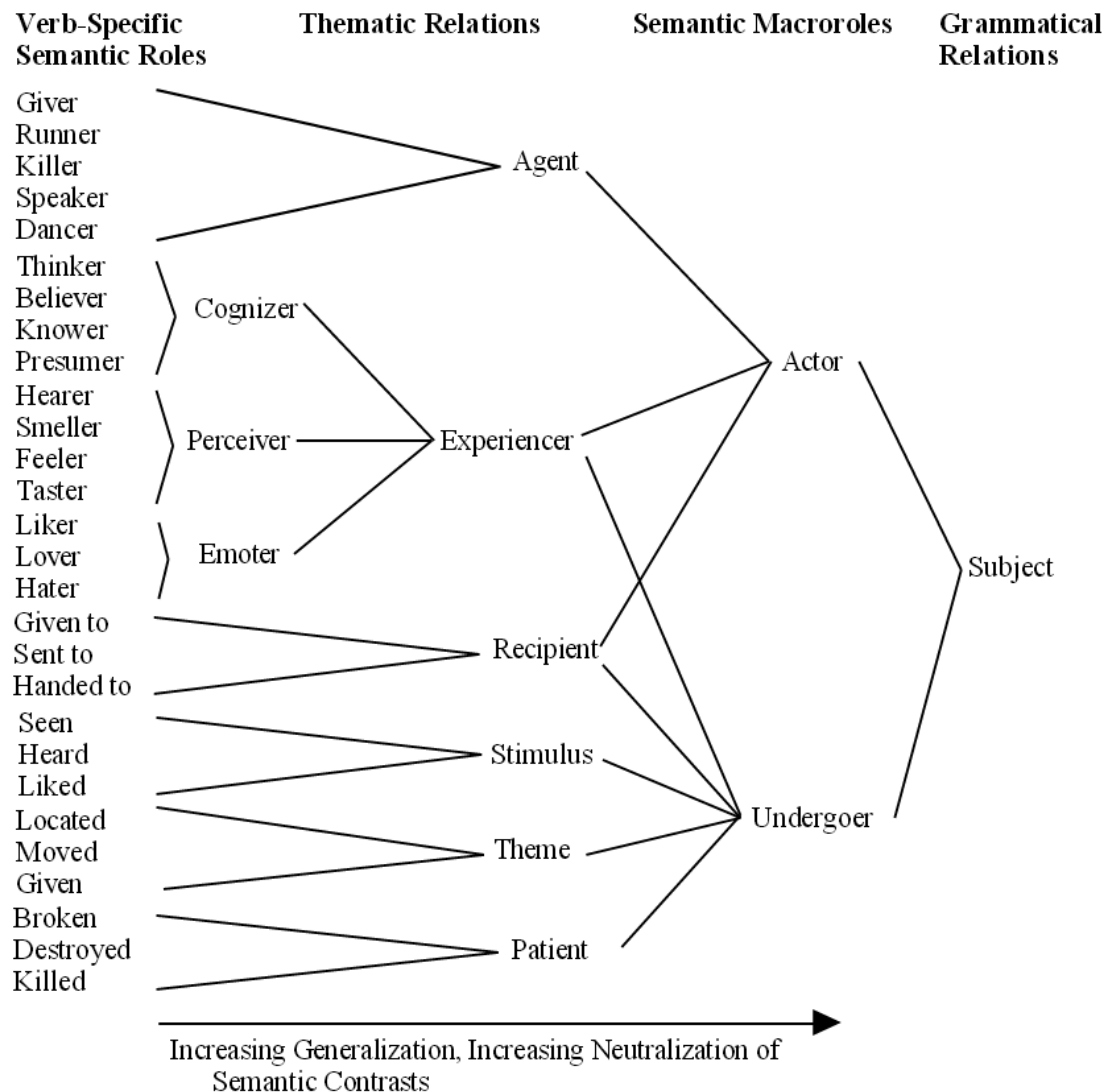 Verb-Specific Semantic Roles
Thematic Relations
Semantic Macroroles
Grammatical Relations
Giver
Runner
Killer
Speaker
Dancer
Agent
Thinker
Believer
Knower
Presumer
Cognizer
Hearer
Smeller
Feeler
Taster
Perceiver
Liker
Lover
Hater
Emoter
Experiencer
Given to
Sent to
Handed to
Recipient
Seen
Heard
Liked
Stimulus
Located
Moved
Given
Theme
Broken
Destroyed
Killed
Patient
Actor
Undergoer
Subject
Increasing Generalization, Increasing Neutralization of
Semantic Contrasts